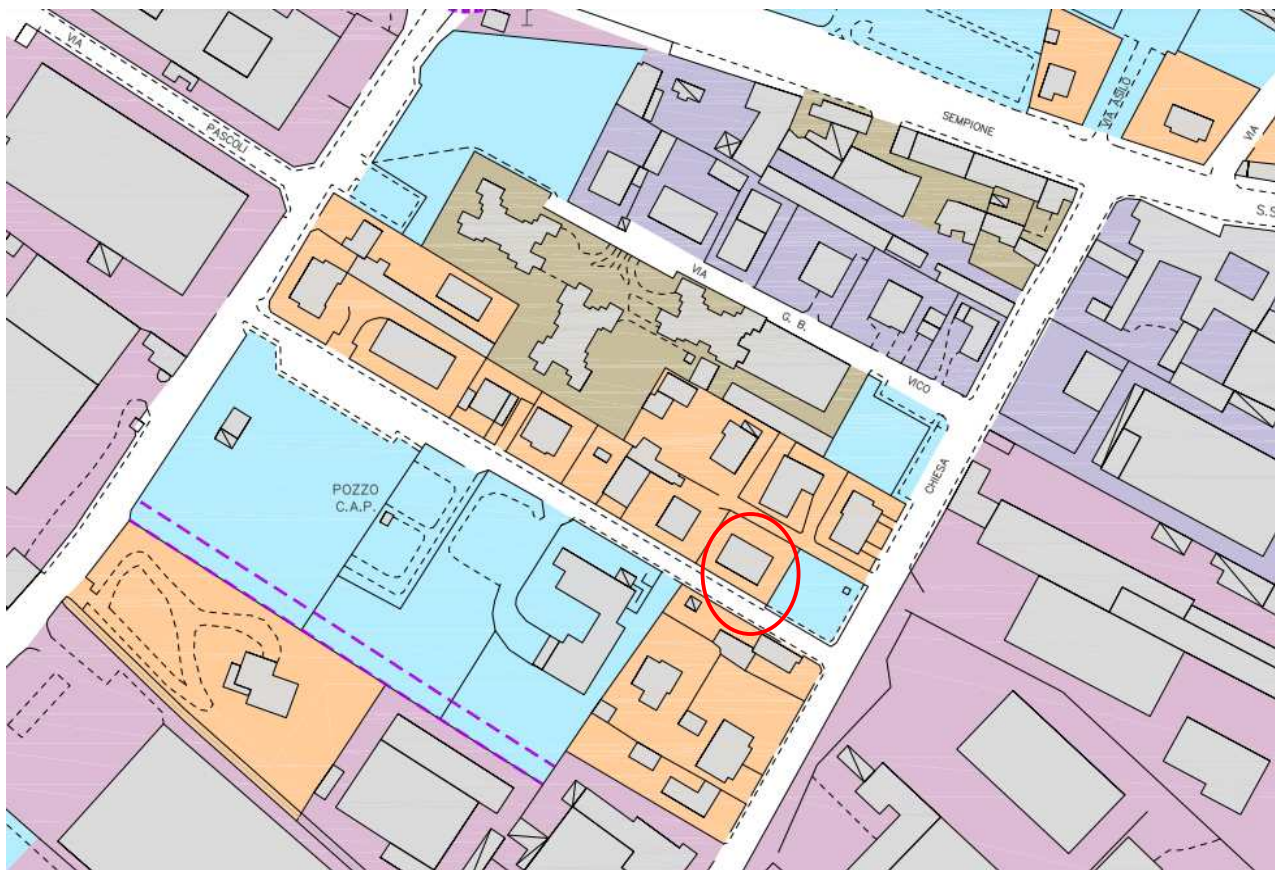 VIA
PASCOLI
SEMPIONE
VIA ASILO
VIA
S.S
VIA
G. B.
VICO
CHIESA
POZZO
C.A.P.